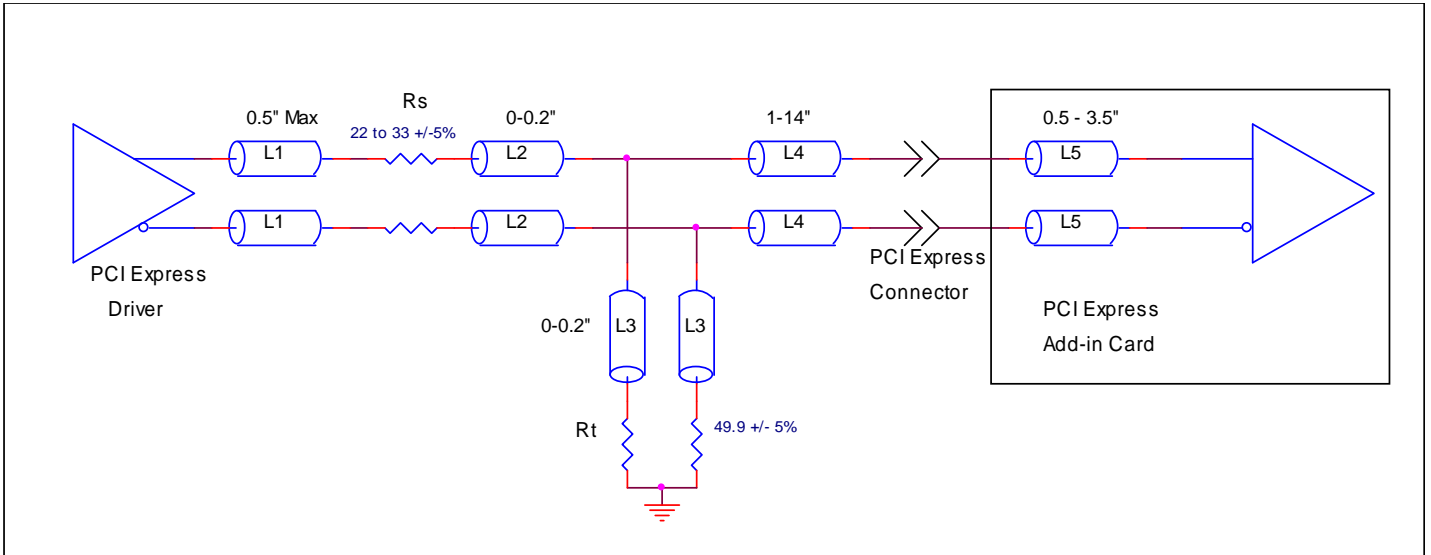 Rs
0.5" Max
22 to 33 +/-5%
0-0.2"
1-14"
0.5 - 3.5"
L1
L2
L4
L5
L1
L2
L4
L5
PCI Express
Driver
PCI Express
Connector
0-0.2"
L3
L3
PCI Express
Add-in Card
Rt
49.9 +/- 5%